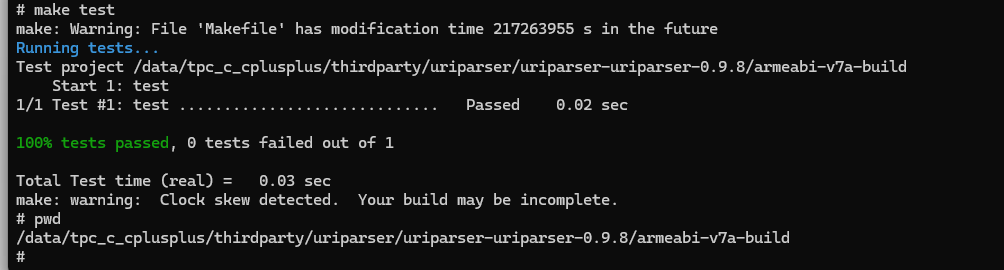 # make test
make: Warning: File 'Makefile' has modification time 217263955 s in the future
Running tests...
Test project /data/tpc_c_cplusplus/thirdparty/uriparser/uriparser-uriparser-0.9.8/armeabi-v7a-build
    Start 1: test
1/1 Test #1: test .............................   Passed    0.02 sec

100% tests passed, 0 tests failed out of 1

Total Test time (real) =   0.03 sec
make: warning:  Clock skew detected.  Your build may be incomplete.
# pwd
/data/tpc_c_cplusplus/thirdparty/uriparser/uriparser-uriparser-0.9.8/armeabi-v7a-build
#